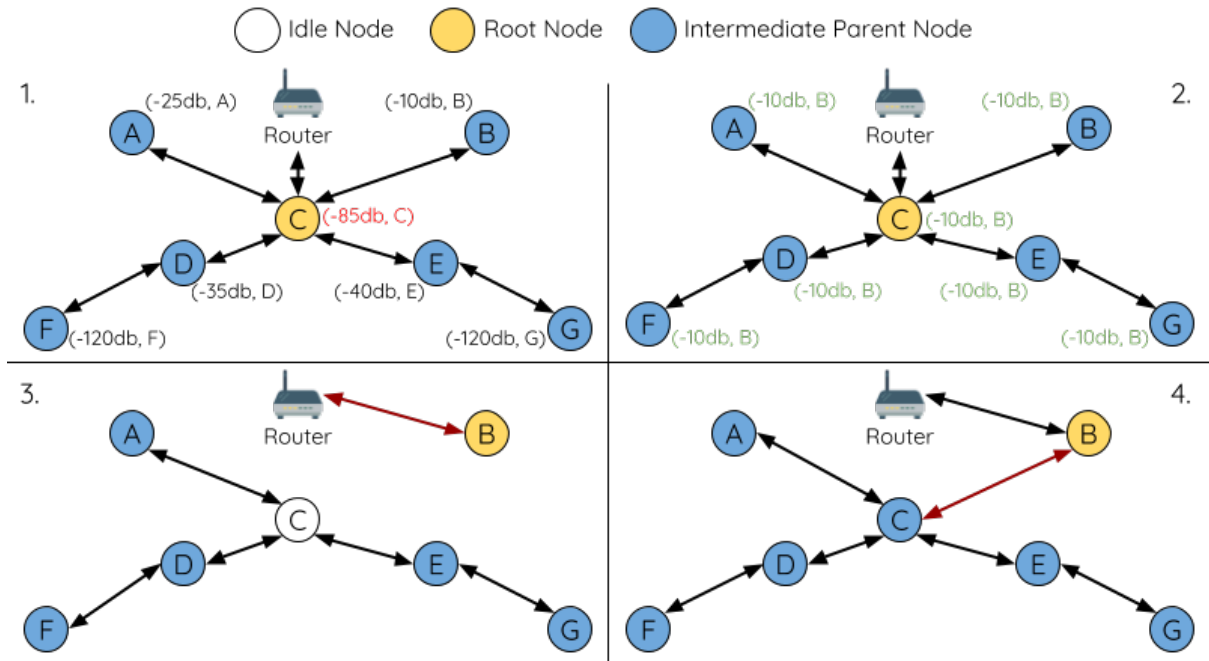 Idle Node
Root Node
Intermediate Parent Node
1.
(-25db, A)
(-10db, B)
A
Router
B
C
(-85db, C)
D
E
(-35db, D)
(-40db, E)
F
(-120db, F)
(-120db, G)
G
2.
(-10db, B)
(-10db, B)
A
Router
B
C
(-10db, B)
D
E
(-10db, B)
(-10db, B)
F
(-10db, B)
(-10db, B)
G
3.
A
Router
B
C
D
E
F
G
4.
A
Router
B
C
D
E
F
G